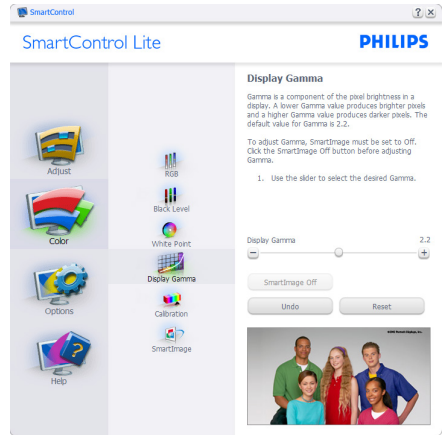 SmartControl
SmartControl Lite
PHILIPS
Adjust
Color
Options
Help
RGB
Black Level
White Point
Display Gamma
Calibration
SmartImage
Display Gamma
Gamma is a component of the pixel brightness in a
display. A lower Gamma value produces brighter pixels
and a higher Gamma value produces darker pixels. The
default value for Gamma is 2.2.
To adjust Gamma, SmartImage must be set to Off.
Click the SmartImage Off button before adjusting
Gamma.
1. Use the slider to select the desired Gamma.
Display Gamma 2.2
SmartImage Off
Undo Reset